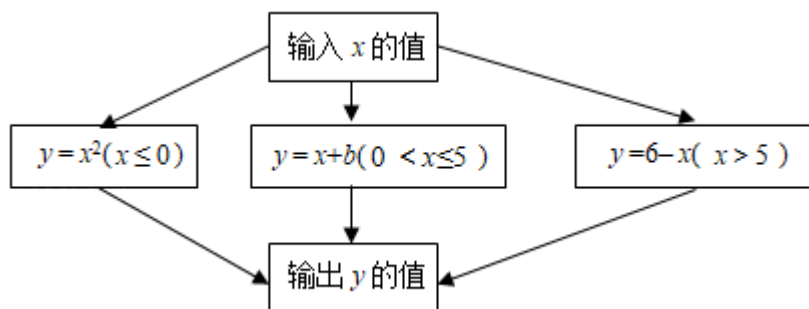 输入 x 的值
y=x²(x≤0)
y=x+b(0 <x≤5 )
y=6–x( x>5 )
输出 y 的值